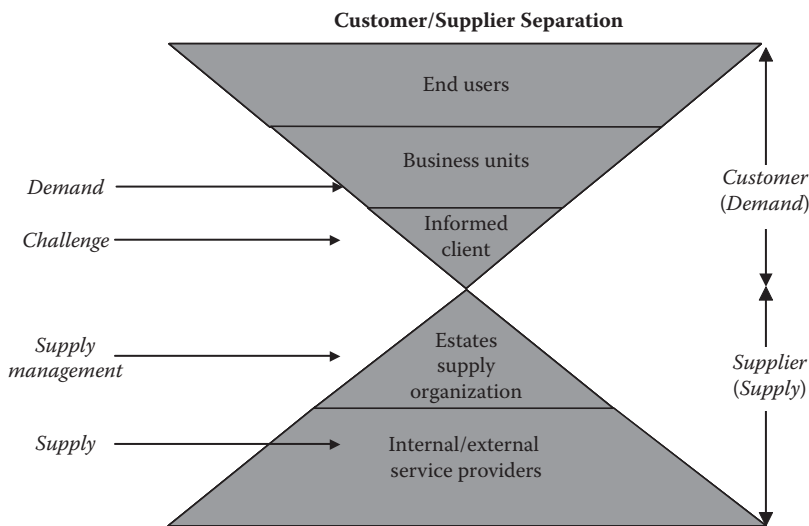 Customer/Supplier Separation
End users
Business units
Demand
Informed
client
Challenge
Customer
(Demand)
Supply
management
Estates
supply
organization
Supplier
(Supply)
Supply
Internal/external
service providers